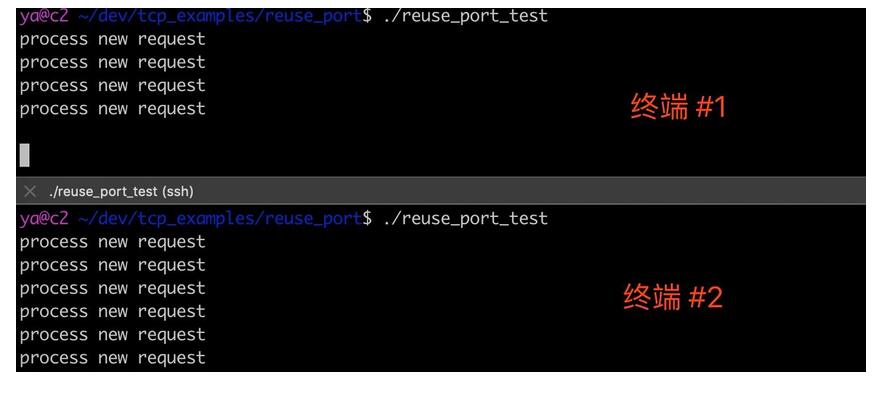 ya@c2 ~/dev/tcp_examples/reuse_port$ ./reuse_port_test
process new request
process new request
process new request
process new request
终端 #1
./reuse_port_test (ssh)
ya@c2 ~/dev/tcp_examples/reuse_port$ ./reuse_port_test
process new request
process new request
process new request
终端 #2
process new request
process new request
process new request